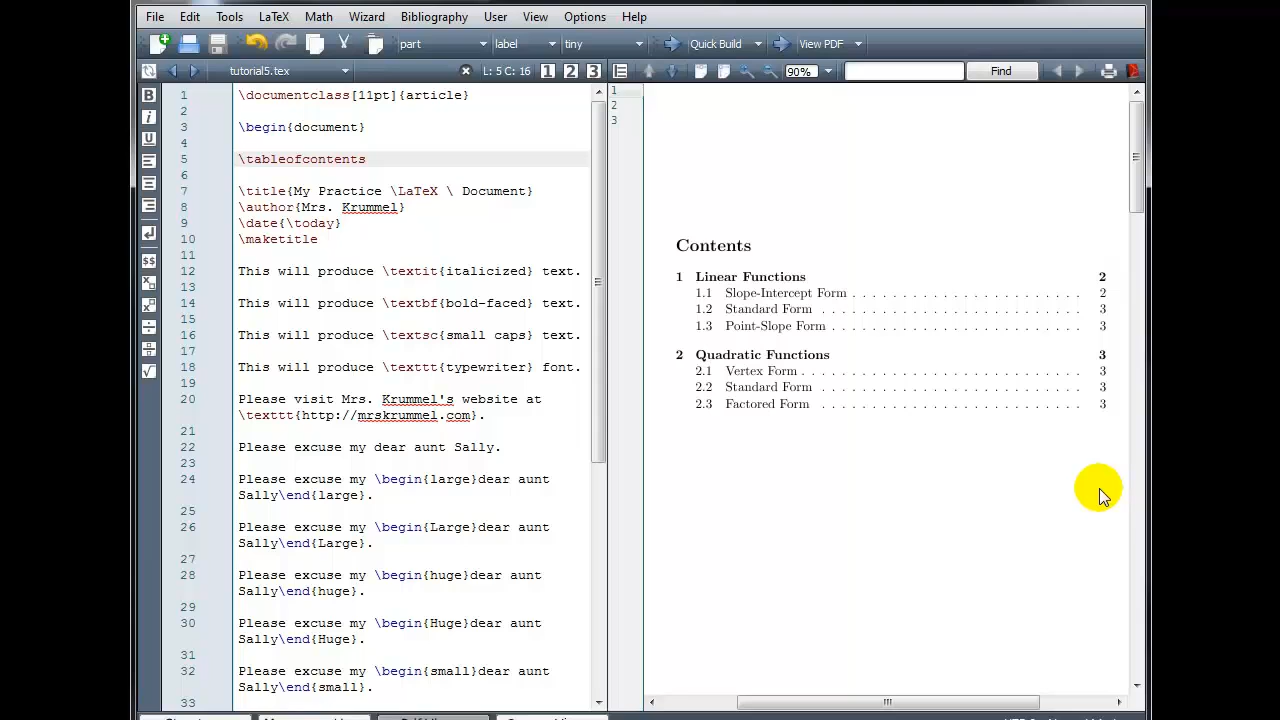 File Edit Tools LaTeX Math Wizard Bibliography User View Options Help
part label tiny Quick Build View PDF
tutorial5.tex L: 5 C: 16 1 2 3 90% Find
1 \documentclass[11pt]{article}
2
3 \begin{document}
4
5 \tableofcontents
6
7 \title{My Practice \LaTeX \ Document}
8 \author{Mrs. Krummel}
9 \date{\today}
10 \maketitle
11
12 This will produce \textit{italicized} text.
13
14 This will produce \textbf{bold-faced} text.
15
16 This will produce \textsc{small caps} text.
17
18 This will produce \texttt{typewriter} font.
19
20 Please visit Mrs. Krummel's website at
\texttt{http://mrskrummel.com}.
21
22 Please excuse my dear aunt Sally.
23
24 Please excuse my \begin{large}dear aunt
Sally\end{large}.
25
26 Please excuse my \begin{Large}dear aunt
Sally\end{Large}.
27
28 Please excuse my \begin{huge}dear aunt
Sally\end{huge}.
29
30 Please excuse my \begin{Huge}dear aunt
Sally\end{Huge}.
31
32 Please excuse my \begin{small}dear aunt
Sally\end{small}.
33
1
2
3
Contents
1 Linear Functions 2
1.1 Slope-Intercept Form . . . . . . . . . . . . . . . . . . . . . . . 2
1.2 Standard Form . . . . . . . . . . . . . . . . . . . . . . . . . . 3
1.3 Point-Slope Form . . . . . . . . . . . . . . . . . . . . . . . . . 3
2 Quadratic Functions 3
2.1 Vertex Form . . . . . . . . . . . . . . . . . . . . . . . . . . . . 3
2.2 Standard Form . . . . . . . . . . . . . . . . . . . . . . . . . . 3
2.3 Factored Form . . . . . . . . . . . . . . . . . . . . . . . . . . 3